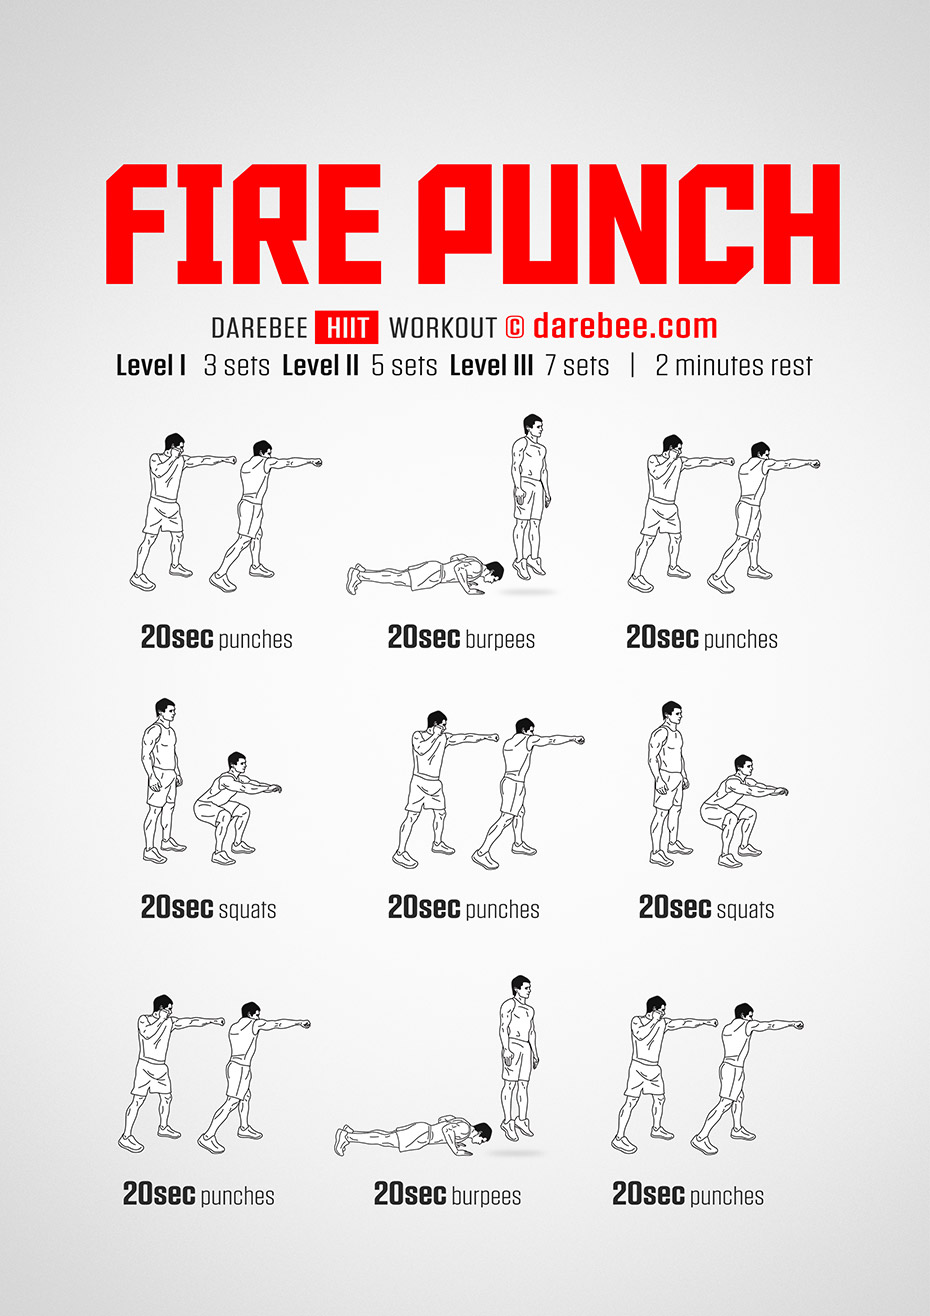 FIRE PUNCH
DAREBEE HIIT WORKOUT © darebee.com
Level I 3 sets Level II 5 sets Level III 7 sets | 2 minutes rest
20sec punches
20sec burpees
20sec punches
20sec squats
20sec punches
20sec squats
20sec punches
20sec burpees
20sec punches